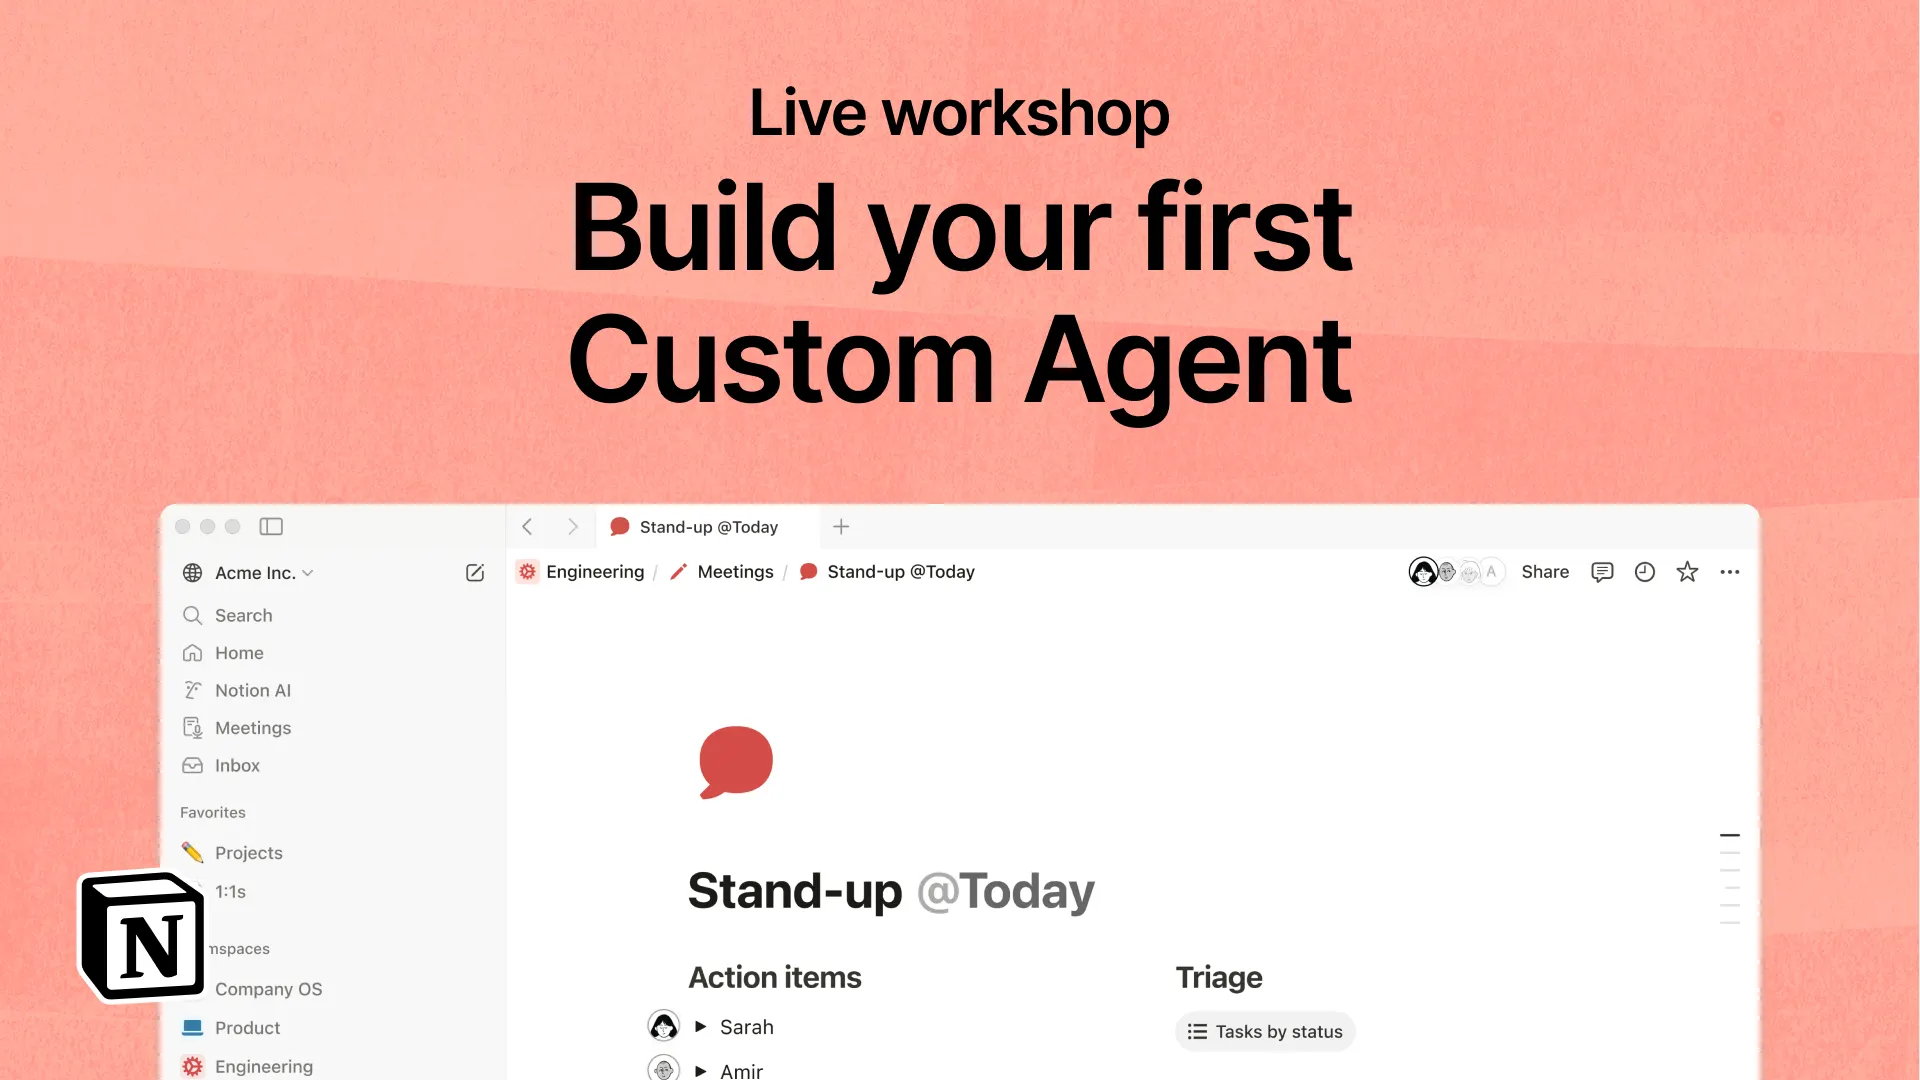 Live workshop
Build your first
Custom Agent
Stand-up @Today
Acme Inc.
Engineering / Meetings / Stand-up @Today
A
Share
Search
Home
Notion AI
Meetings
Inbox
Favorites
Projects
1:1s
mspaces
Company OS
Product
Engineering
N
Stand-up @Today
Action items
Sarah
Amir
Triage
Tasks by status